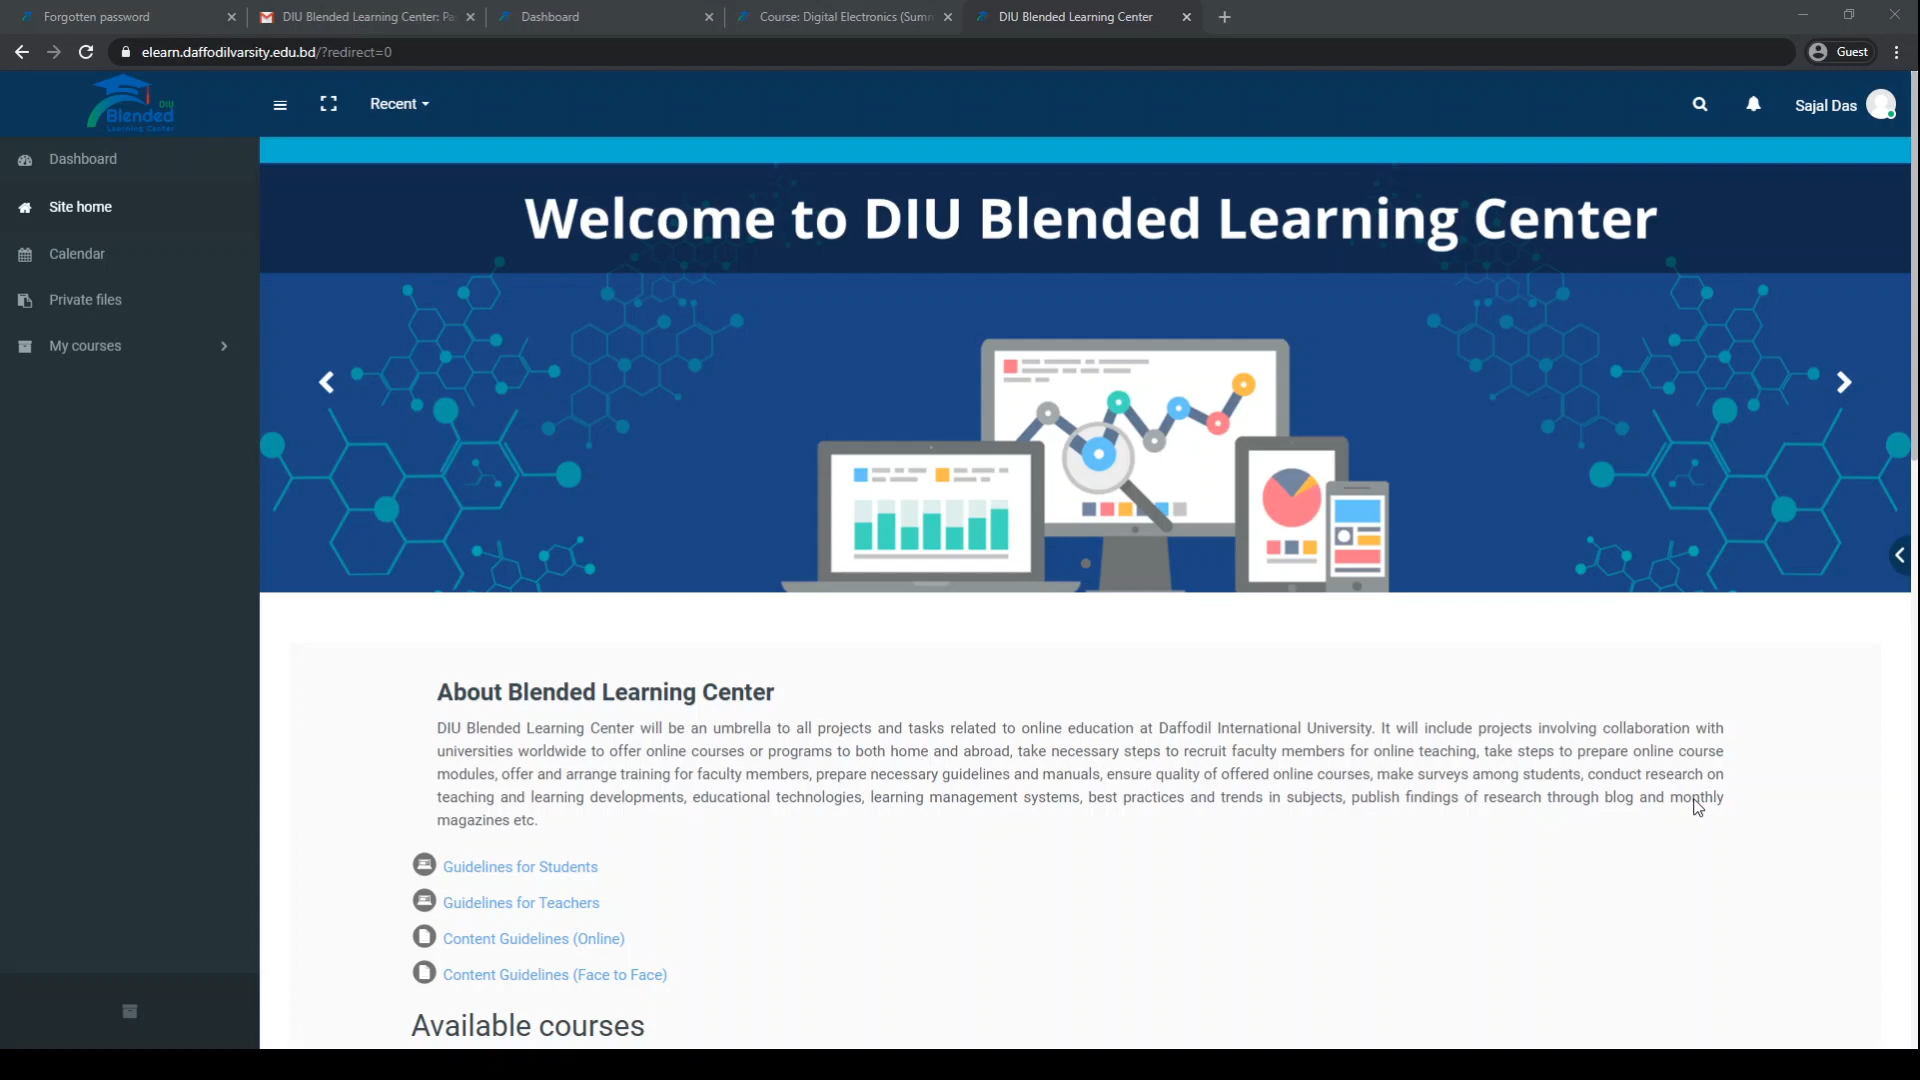 Forgotten password
DIU Blended Learning Center: Pa
Dashboard
Course: Digital Electronics (Sum
DIU Blended Learning Center
elearn.daffodilvarsity.edu.bd/?redirect=0
Guest
DIU
Blended
Learning Center
Recent
Sajal Das
Dashboard
Site home
Calendar
Private files
My courses
Welcome to DIU Blended Learning Center
About Blended Learning Center
DIU Blended Learning Center will be an umbrella to all projects and tasks related to online education at Daffodil International University. It will include projects involving collaboration with
universities worldwide to offer online courses or programs to both home and abroad, take necessary steps to recruit faculty members for online teaching, take steps to prepare online course
modules, offer and arrange training for faculty members, prepare necessary guidelines and manuals, ensure quality of offered online courses, make surveys among students, conduct research on
teaching and learning developments, educational technologies, learning management systems, best practices and trends in subjects, publish findings of research through blog and monthly
magazines etc.
Guidelines for Students
Guidelines for Teachers
Content Guidelines (Online)
Content Guidelines (Face to Face)
Available courses